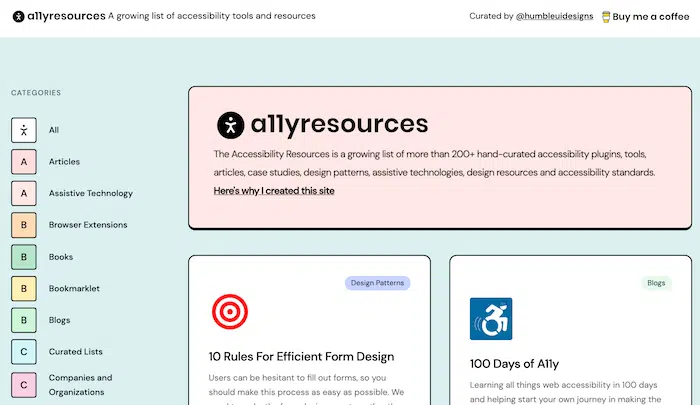 a11yresources A growing list of accessibility tools and resources
Curated by @humbleuidesigns
Buy me a coffee
CATEGORIES
All
A Articles
A Assistive Technology
B Browser Extensions
B Books
B Bookmarklet
B Blogs
C Curated Lists
C Companies and
Organizations
a11yresources
The Accessibility Resources is a growing list of more than 200+ hand-curated accessibility plugins, tools,
articles, case studies, design patterns, assistive technologies, design resources and accessibility standards.
Here's why I created this site
Design Patterns
10 Rules For Efficient Form Design
Users can be hesitant to fill out forms, so you
should make this process as easy as possible. We
Blogs
100 Days of A11y
Learning all things web accessibility in 100 days
and helping start your own journey in making the